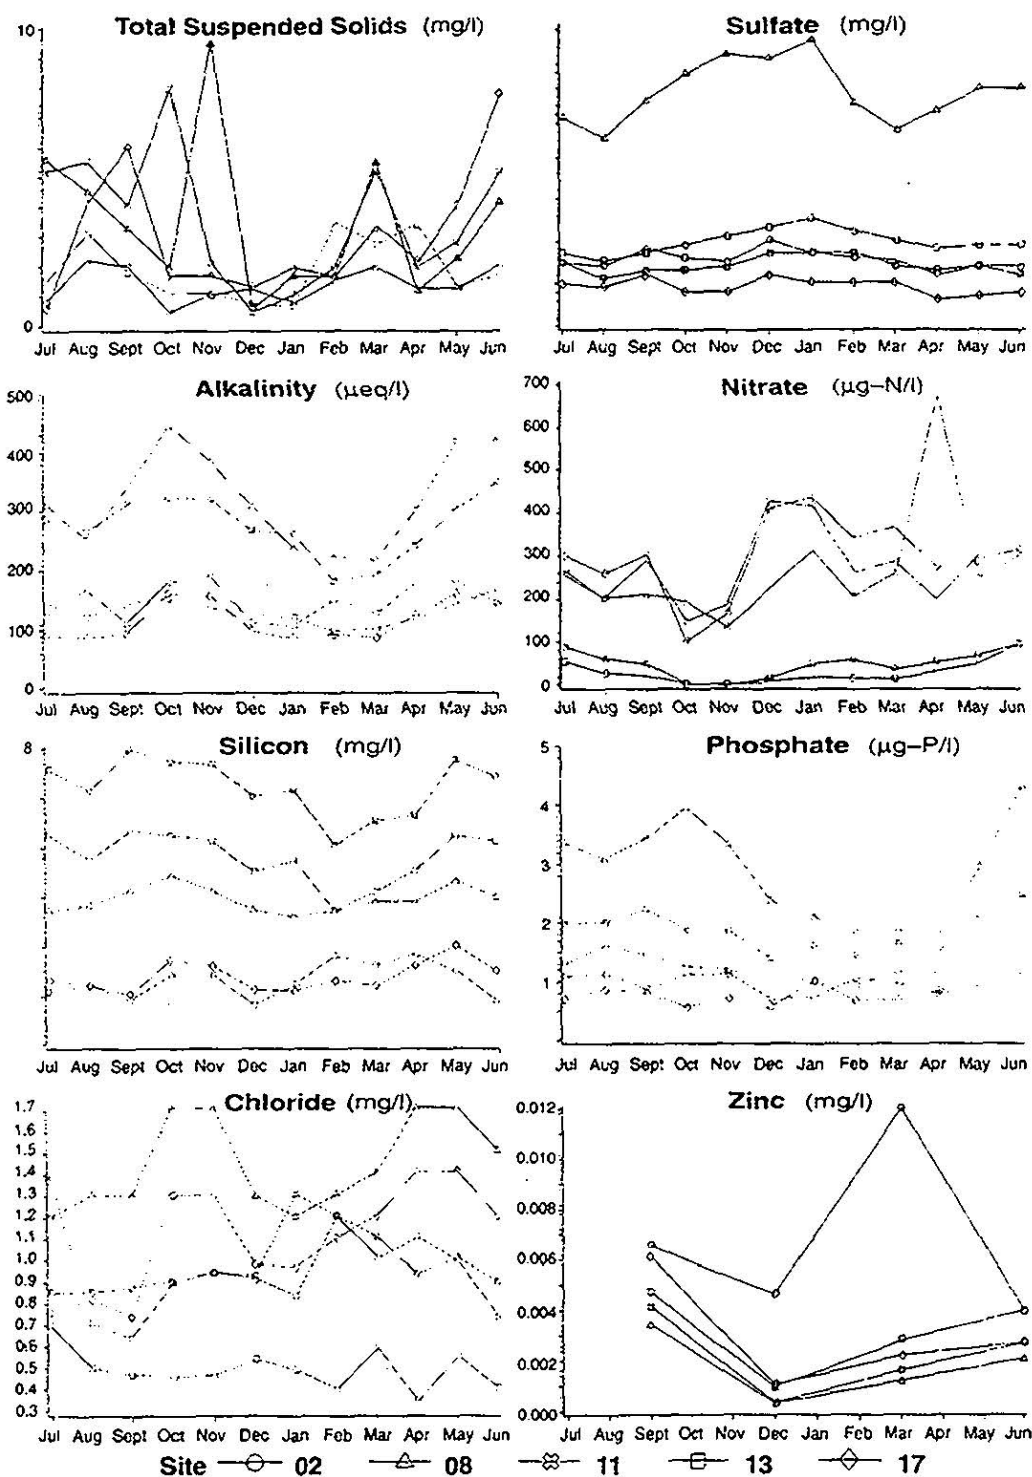 Total Suspended Solids (mg/l)
10
0
Jul Aug Sept Oct Nov Dec Jan Feb Mar Apr May Jun
Sulfate (mg/l)
Jul Aug Sept Oct Nov Dec Jan Feb Mar Apr May Jun
Alkalinity (µeq/l)
500
400
300
200
100
0
Jul Aug Sept Oct Nov Dec Jan Feb Mar Apr May Jun
Nitrate (µg–N/l)
700
600
500
400
300
200
100
0
Jul Aug Sept Oct Nov Dec Jan Feb Mar Apr May Jun
Silicon (mg/l)
8
Jul Aug Sept Oct Nov Dec Jan Feb Mar Apr May Jun
Phosphate (µg–P/l)
5
4
3
2
1
Jul Aug Sept Oct Nov Dec Jan Feb Mar Apr May Jun
Chloride (mg/l)
1.7
1.5
1.4
1.3
1.2
1.0
0.9
0.8
0.6
0.5
0.4
0.3
Jul Aug Sept Oct Nov Dec Jan Feb Mar Apr May Jun
Zinc (mg/l)
0.012
0.010
0.008
0.006
0.004
0.002
0.000
Jul Aug Sept Oct Nov Dec Jan Feb Mar Apr May Jun
Site 02 08 11 13 17